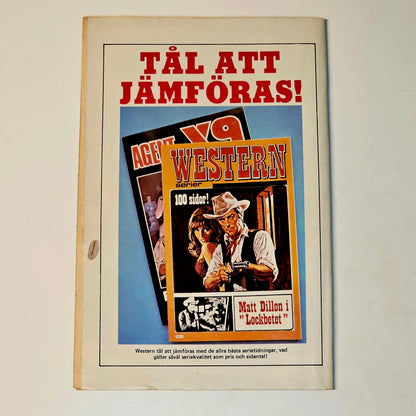 TÅL ATT
JÄMFÖRAS!
AGENT X9
WESTERN
serier
100 sidor!
Matt Dillon i
"Lockbetet"
Western tål att jämföras med de allra bästa serietidningar, vad
gäller såväl seriekvalitet som pris och sidantal!